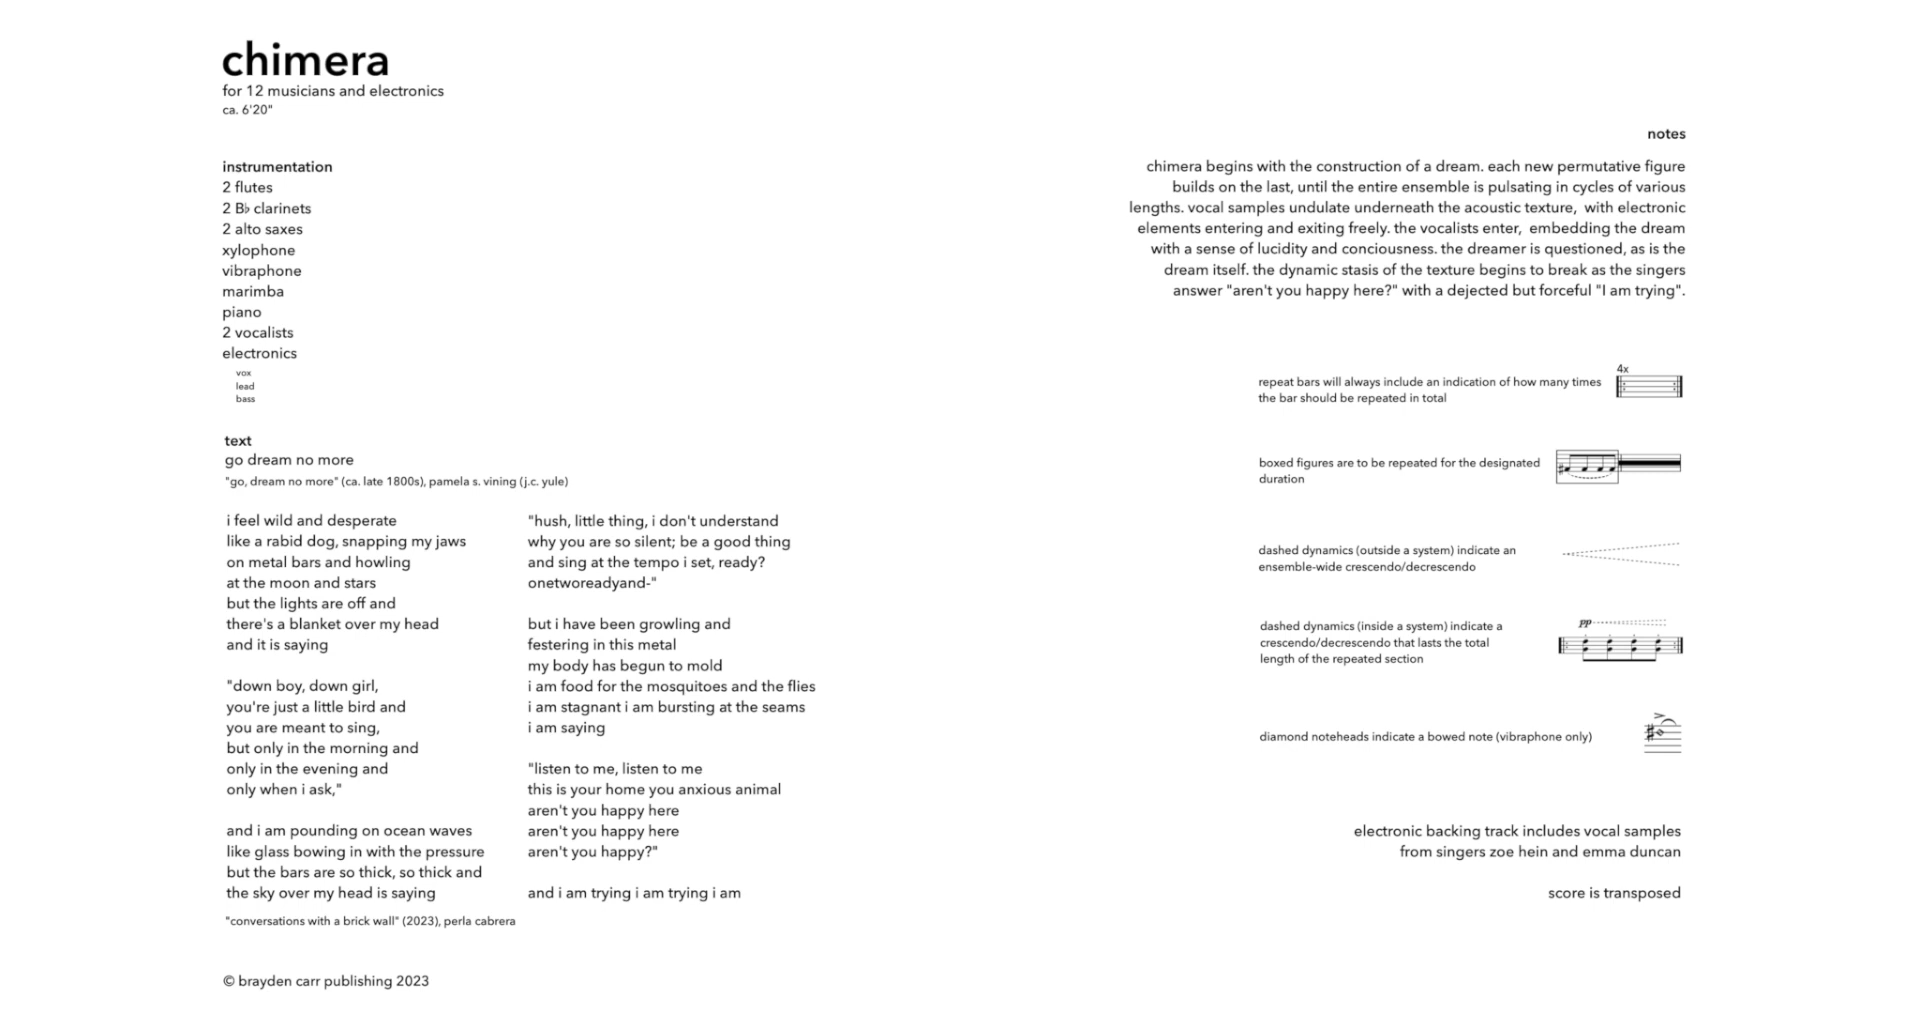 chimera
for 12 musicians and electronics
ca. 6'20"
instrumentation
2 flutes
2 B♭ clarinets
2 alto saxes
xylophone
vibraphone
marimba
piano
2 vocalists
electronics
vox
lead
bass
text
go dream no more
"go, dream no more" (ca. late 1800s), pamela s. vining (j.c. yule)
i feel wild and desperate
like a rabid dog, snapping my jaws
on metal bars and howling
at the moon and stars
but the lights are off and
there's a blanket over my head
and it is saying
"down boy, down girl,
you're just a little bird and
you are meant to sing,
but only in the morning and
only in the evening and
only when i ask,"
and i am pounding on ocean waves
like glass bowing in with the pressure
but the bars are so thick, so thick and
the sky over my head is saying
"hush, little thing, i don't understand
why you are so silent; be a good thing
and sing at the tempo i set, ready?
onetworeadyand-"
but i have been growling and
festering in this metal
my body has begun to mold
i am food for the mosquitoes and the flies
i am stagnant i am bursting at the seams
i am saying
"listen to me, listen to me
this is your home you anxious animal
aren't you happy here
aren't you happy here
aren't you happy?"
and i am trying i am trying i am
"conversations with a brick wall" (2023), perla cabrera
© brayden carr publishing 2023
notes
chimera begins with the construction of a dream. each new permutative figure
builds on the last, until the entire ensemble is pulsating in cycles of various
lengths. vocal samples undulate underneath the acoustic texture,  with electronic
elements entering and exiting freely. the vocalists enter,  embedding the dream
with a sense of lucidity and conciousness. the dreamer is questioned, as is the
dream itself. the dynamic stasis of the texture begins to break as the singers
answer "aren't you happy here?" with a dejected but forceful "I am trying".
repeat bars will always include an indication of how many times
the bar should be repeated in total
4x
boxed figures are to be repeated for the designated
duration
dashed dynamics (outside a system) indicate an
ensemble-wide crescendo/decrescendo
dashed dynamics (inside a system) indicate a
crescendo/decrescendo that lasts the total
length of the repeated section
pp
diamond noteheads indicate a bowed note (vibraphone only)
electronic backing track includes vocal samples
from singers zoe hein and emma duncan
score is transposed